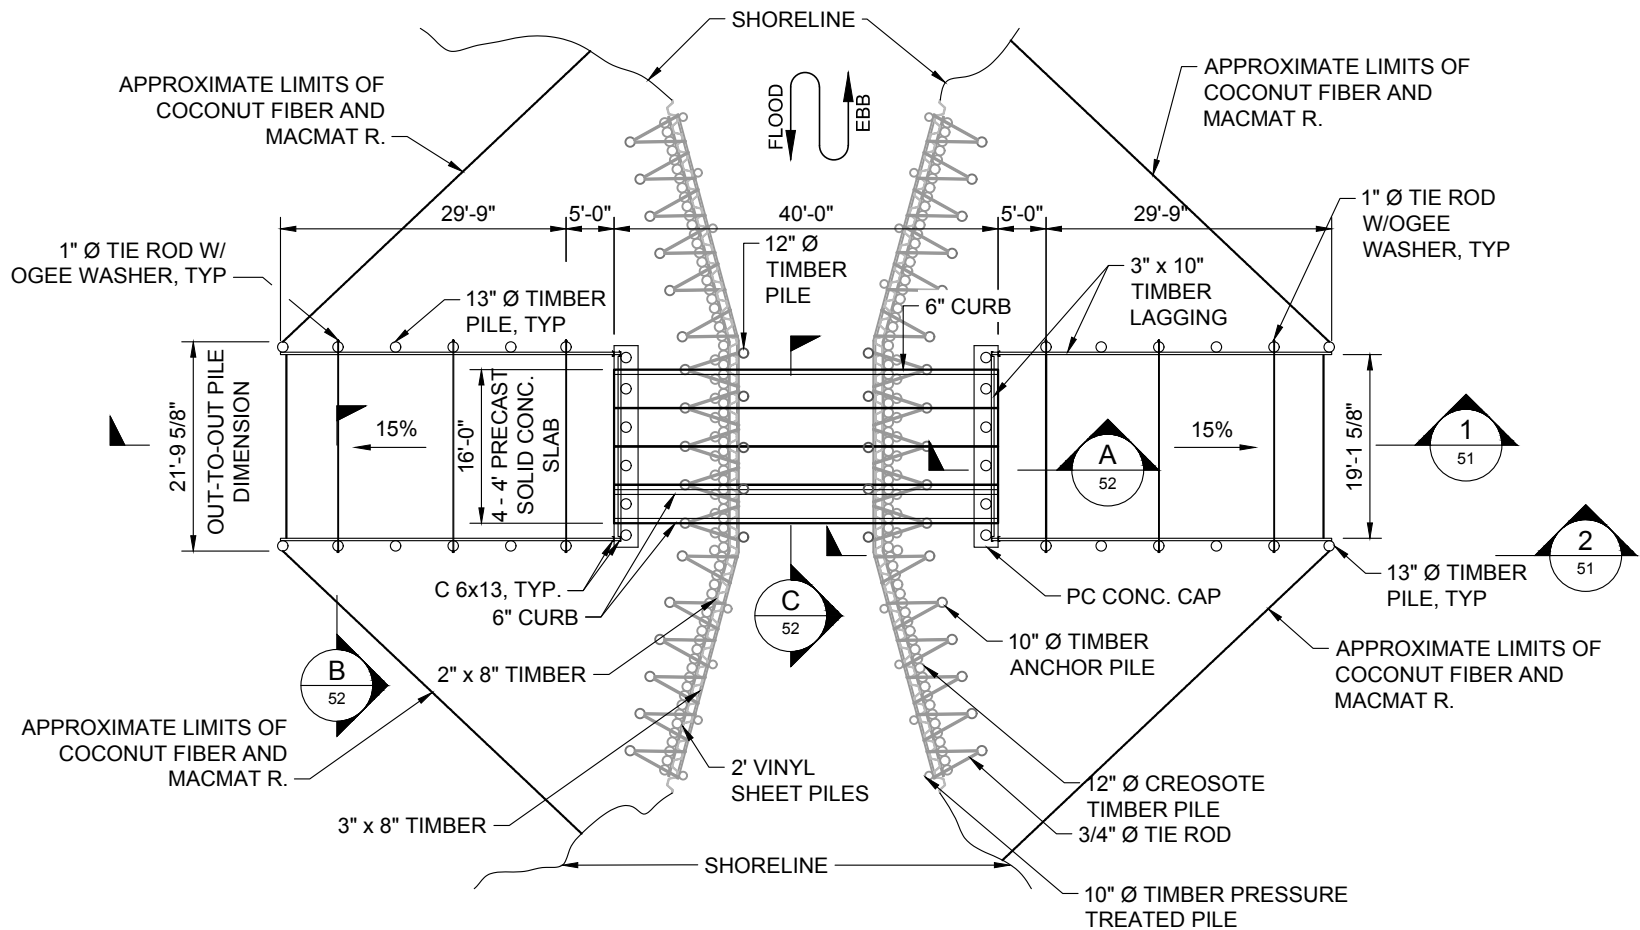 SHORELINE
APPROXIMATE LIMITS OF
COCONUT FIBER AND
MACMAT R.
FLOOD
EBB
APPROXIMATE LIMITS OF
COCONUT FIBER AND
MACMAT R.
29'-9"
5'-0"
40'-0"
5'-0"
29'-9"
1" Ø TIE ROD W/
OGEE WASHER, TYP
13" Ø TIMBER
PILE, TYP
12" Ø
TIMBER
PILE
6" CURB
3" x 10"
TIMBER
LAGGING
1" Ø TIE ROD
W/OGEE
WASHER, TYP
21'-9 5/8"
OUT-TO-OUT PILE
DIMENSION
15%
16'-0"
4 - 4' PRECAST
SOLID CONC.
SLAB
A
52
15%
19'-1 5/8"
1
51
2
51
C 6x13, TYP.
6" CURB
C
52
PC CONC. CAP
13" Ø TIMBER
PILE, TYP
10" Ø TIMBER
ANCHOR PILE
2" x 8" TIMBER
B
52
APPROXIMATE LIMITS OF
COCONUT FIBER AND
MACMAT R.
APPROXIMATE LIMITS OF
COCONUT FIBER AND
MACMAT R.
2' VINYL
SHEET PILES
3" x 8" TIMBER
12" Ø CREOSOTE
TIMBER PILE
3/4" Ø TIE ROD
SHORELINE
10" Ø TIMBER PRESSURE
TREATED PILE